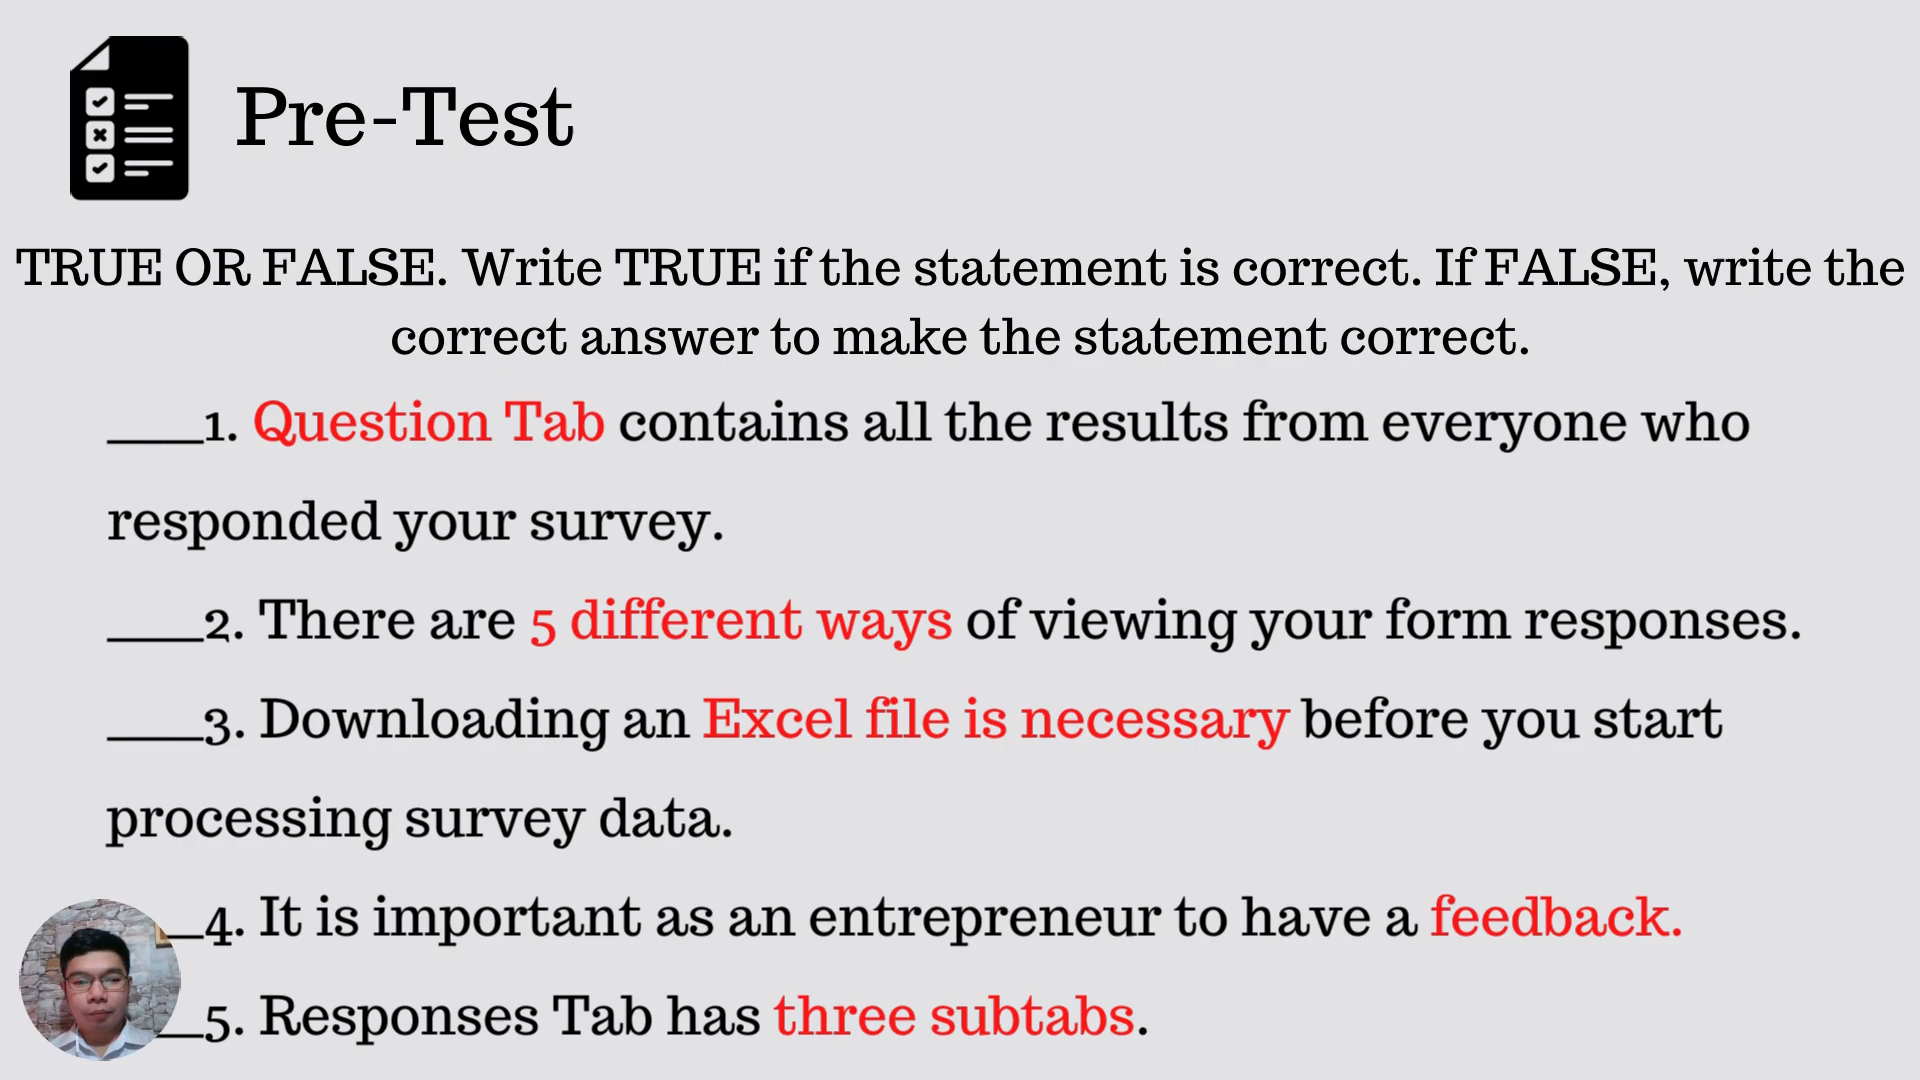 Pre-Test
TRUE OR FALSE. Write TRUE if the statement is correct. If FALSE, write the
correct answer to make the statement correct.
____1. Question Tab contains all the results from everyone who
responded your survey.
____2. There are 5 different ways of viewing your form responses.
____3. Downloading an Excel file is necessary before you start
processing survey data.
__4. It is important as an entrepreneur to have a feedback.
__5. Responses Tab has three subtabs.